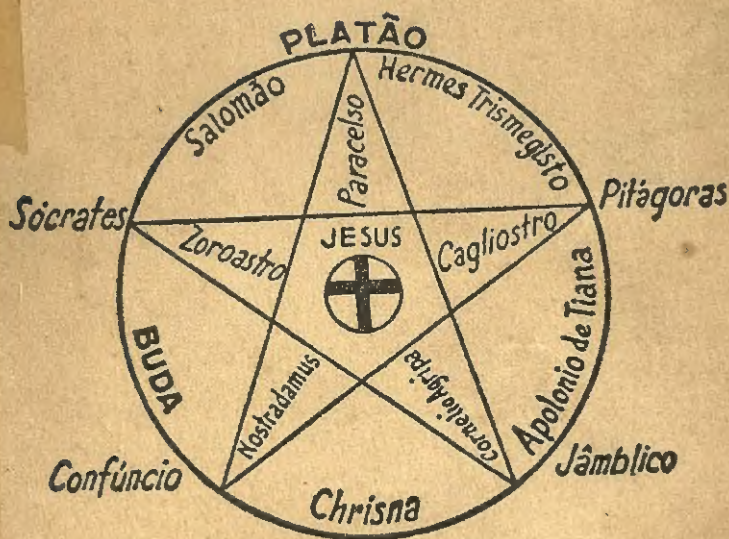 PLATÃO
Salomão
Hermes Trismegisto
Paracelso
Sócrates
Pitágoras
Zoroastro
JESUS
Cagliostro
BUDA
Apolonio de Tiana
Nostradamus
Cornelio Agripa
Confúncio
Jâmblico
Chrisna